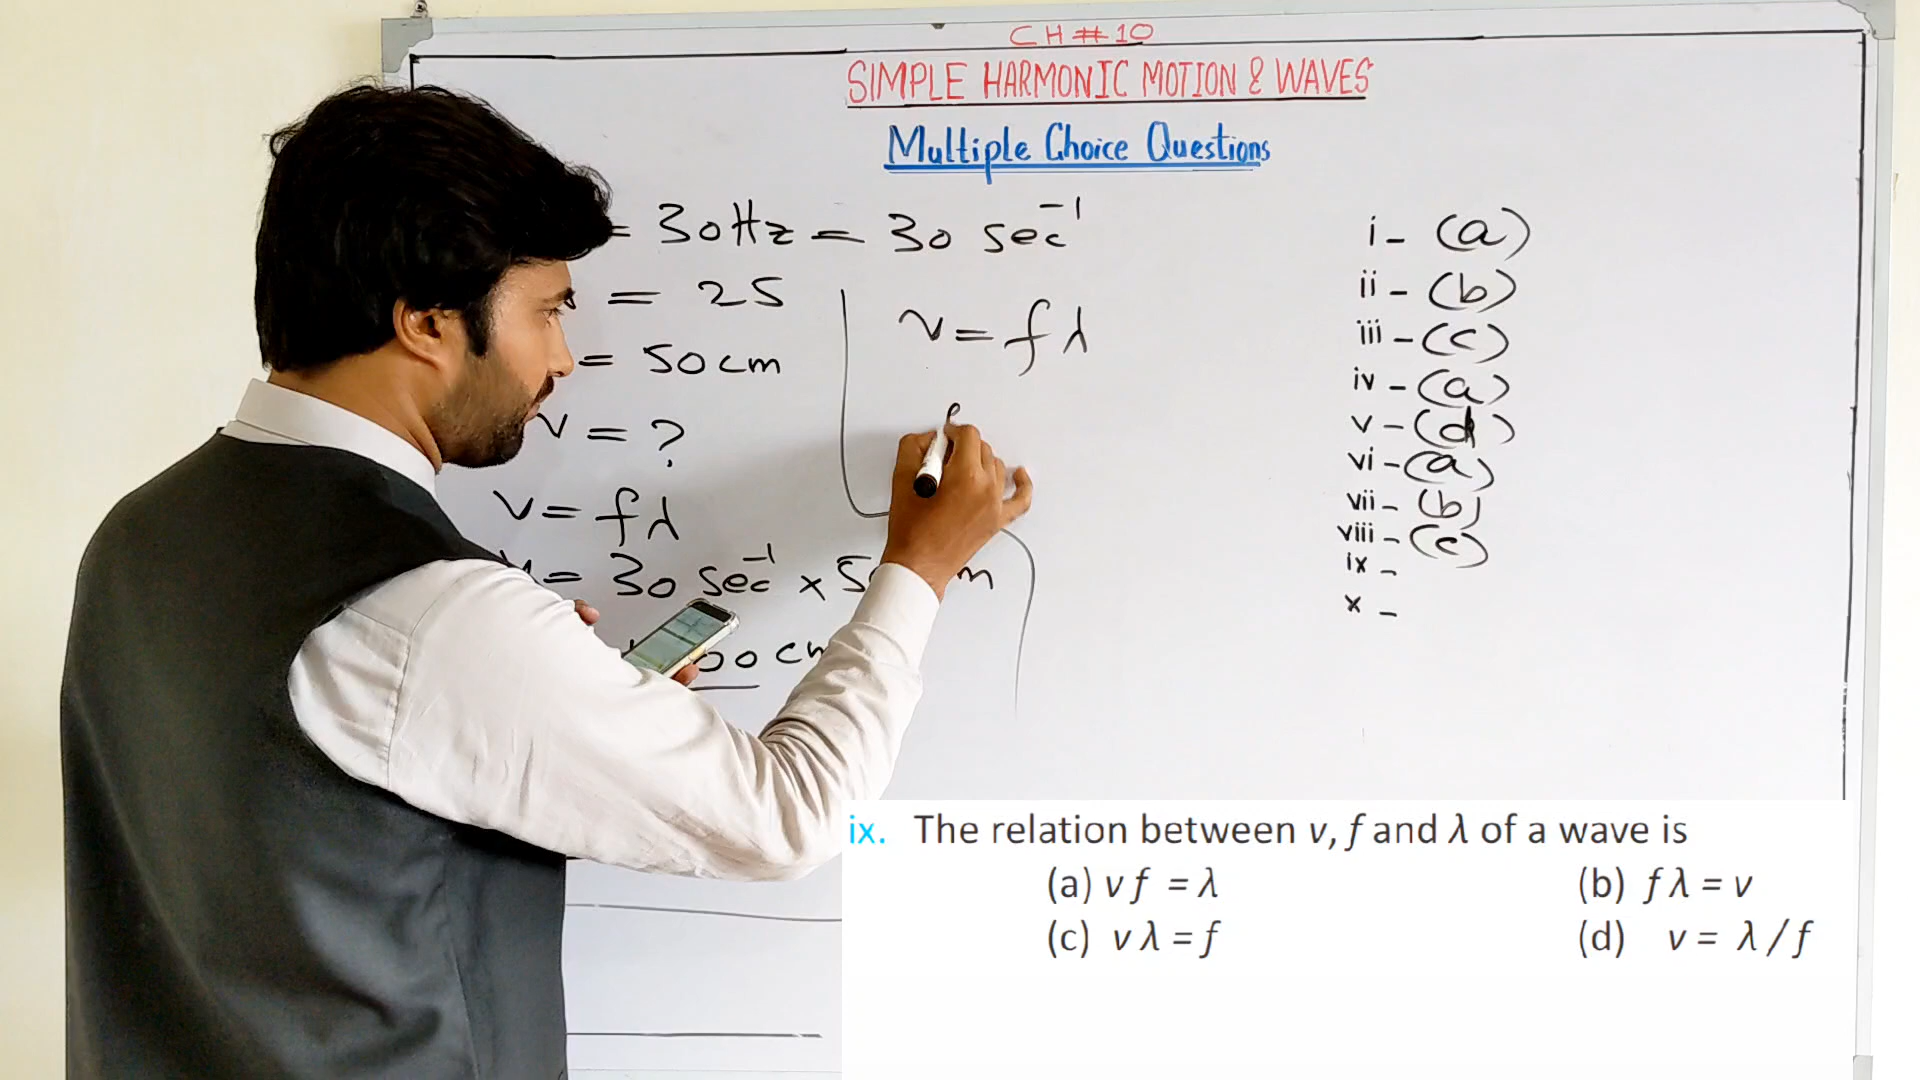 CH # 10
SIMPLE HARMONIC MOTION & WAVES
Multiple Choice Questions
= 30Hz = 30 sec⁻¹
= 25
= 50cm
v = ?
v = fλ
= 30 sec⁻¹ ×
cm
v = fλ
f
i - (a)
ii - (b)
iii - (c)
iv - (a)
v - (d)
vi - (a)
vii - (b)
viii - (c)
ix -
x -
ix. The relation between v, f and λ of a wave is
(a) v f = λ (b) f λ = v
(c) v λ = f (d) v = λ / f